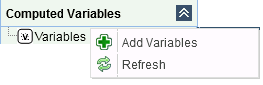 Computed Variables
V. Variables
Add Variables
Refresh